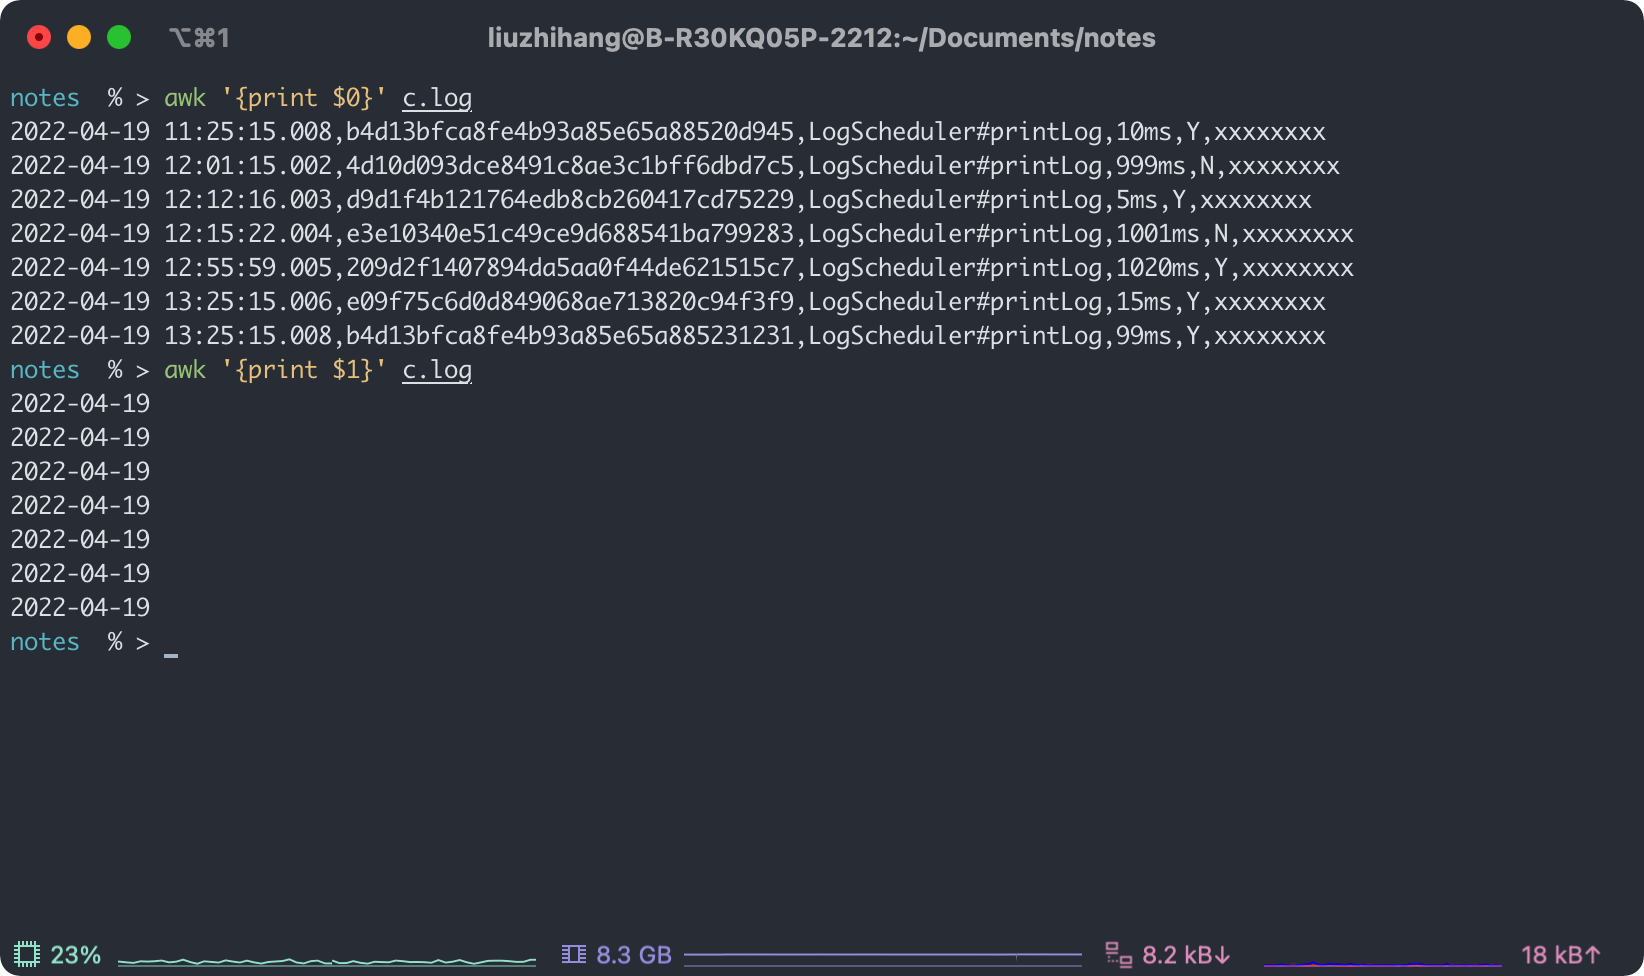 ⌥⌘1 liuzhihang@B-R30KQ05P-2212:~/Documents/notes
notes  % > awk '{print $0}' c.log
2022-04-19 11:25:15.008,b4d13bfca8fe4b93a85e65a88520d945,LogScheduler#printLog,10ms,Y,xxxxxxxx
2022-04-19 12:01:15.002,4d10d093dce8491c8ae3c1bff6dbd7c5,LogScheduler#printLog,999ms,N,xxxxxxxx
2022-04-19 12:12:16.003,d9d1f4b121764edb8cb260417cd75229,LogScheduler#printLog,5ms,Y,xxxxxxxx
2022-04-19 12:15:22.004,e3e10340e51c49ce9d688541ba799283,LogScheduler#printLog,1001ms,N,xxxxxxxx
2022-04-19 12:55:59.005,209d2f1407894da5aa0f44de621515c7,LogScheduler#printLog,1020ms,Y,xxxxxxxx
2022-04-19 13:25:15.006,e09f75c6d0d849068ae713820c94f3f9,LogScheduler#printLog,15ms,Y,xxxxxxxx
2022-04-19 13:25:15.008,b4d13bfca8fe4b93a85e65a885231231,LogScheduler#printLog,99ms,Y,xxxxxxxx
notes  % > awk '{print $1}' c.log
2022-04-19
2022-04-19
2022-04-19
2022-04-19
2022-04-19
2022-04-19
2022-04-19
notes  % > _
23% 8.3 GB 8.2 kB↓ 18 kB↑